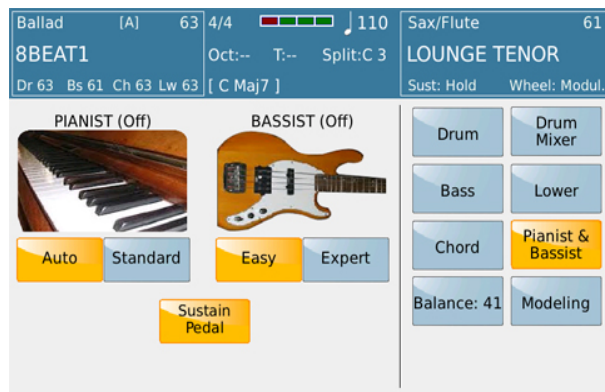 Ballad [A] 63
8BEAT1
Dr 63 Bs 61 Ch 63 Lw 63
4/4 110
Oct:-- T:-- Split:C 3
[ C Maj7 ]
Sax/Flute 61
LOUNGE TENOR
Sust: Hold Wheel: Modul.
PIANIST (Off)
Auto Standard
BASSIST (Off)
Easy Expert
Sustain
Pedal
Drum
Drum
Mixer
Bass
Lower
Chord
Pianist &
Bassist
Balance: 41
Modeling